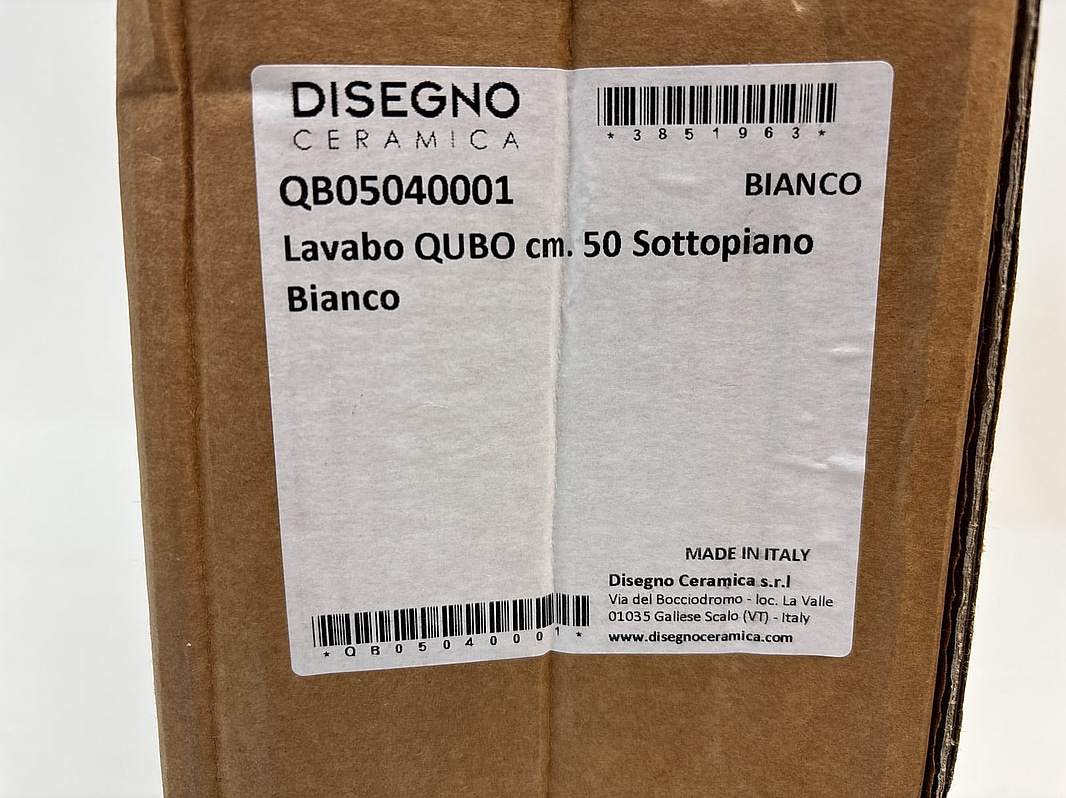 DISEGNO
CERAMICA
*3851963*
QB05040001
BIANCO
Lavabo QUBO cm. 50 Sottopiano
Bianco
MADE IN ITALY
Disegno Ceramica s.r.l
Via del Bocciodromo - loc. La Valle
01035 Gallese Scalo (VT) - Italy
www.disegnoceramica.com
*QB05040001*